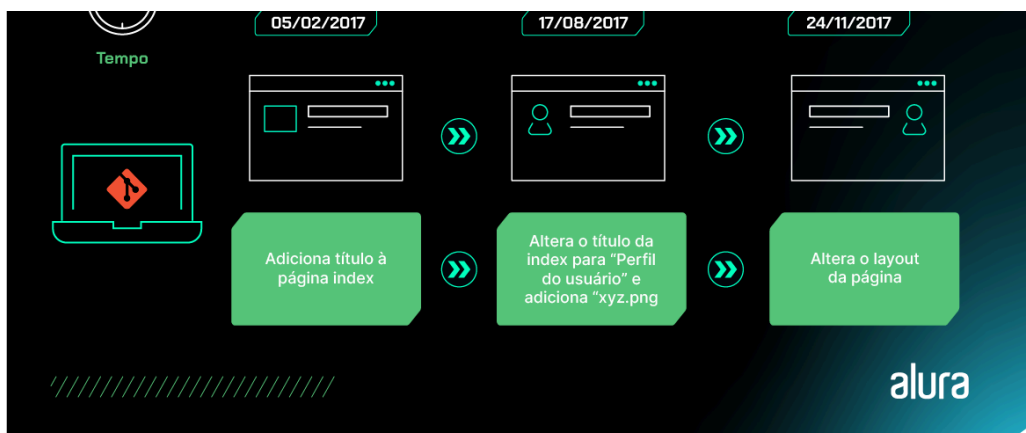 05/02/2017
17/08/2017
24/11/2017
Tempo
Adiciona título à
página index
Altera o título da
index para “Perfil
do usuário” e
adiciona “xyz.png
Altera o layout
da página
alura